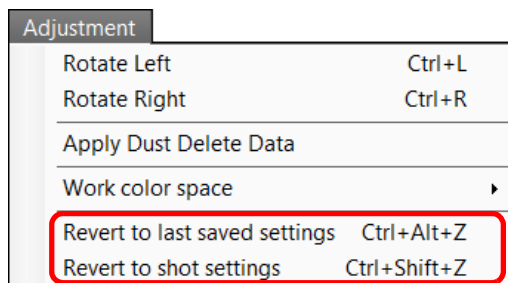 Adjustment
Rotate Left Ctrl+L
Rotate Right Ctrl+R
Apply Dust Delete Data
Work color space
Revert to last saved settings Ctrl+Alt+Z
Revert to shot settings Ctrl+Shift+Z